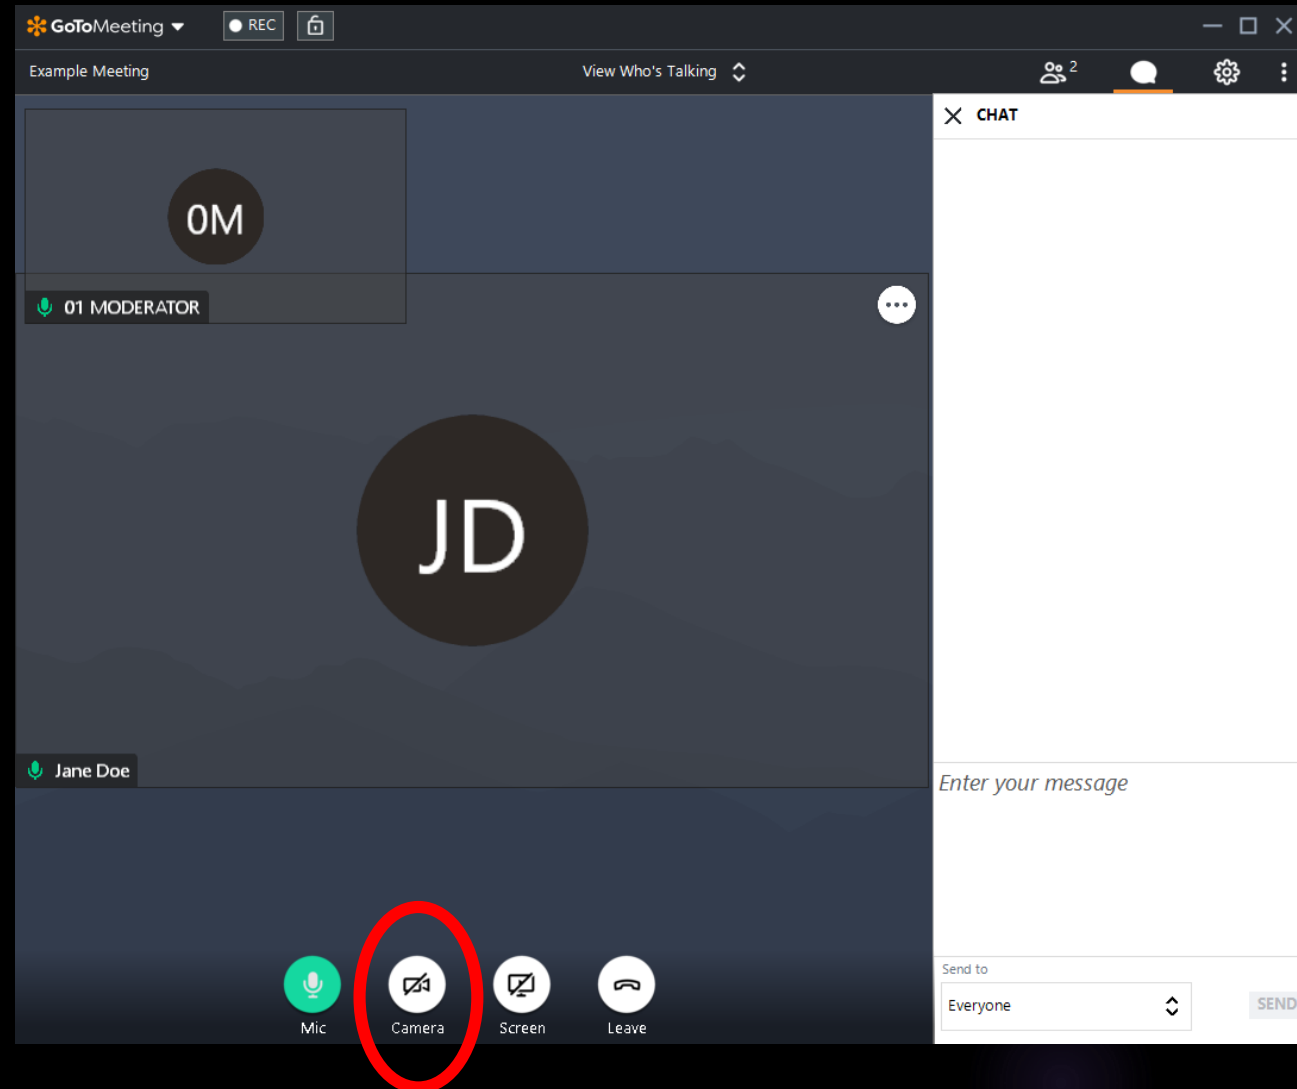 GoToMeeting
REC
Example Meeting
View Who's Talking
2
CHAT
0M
01 MODERATOR
JD
Jane Doe
Enter your message
Send to
Everyone
SEND
Mic
Camera
Screen
Leave